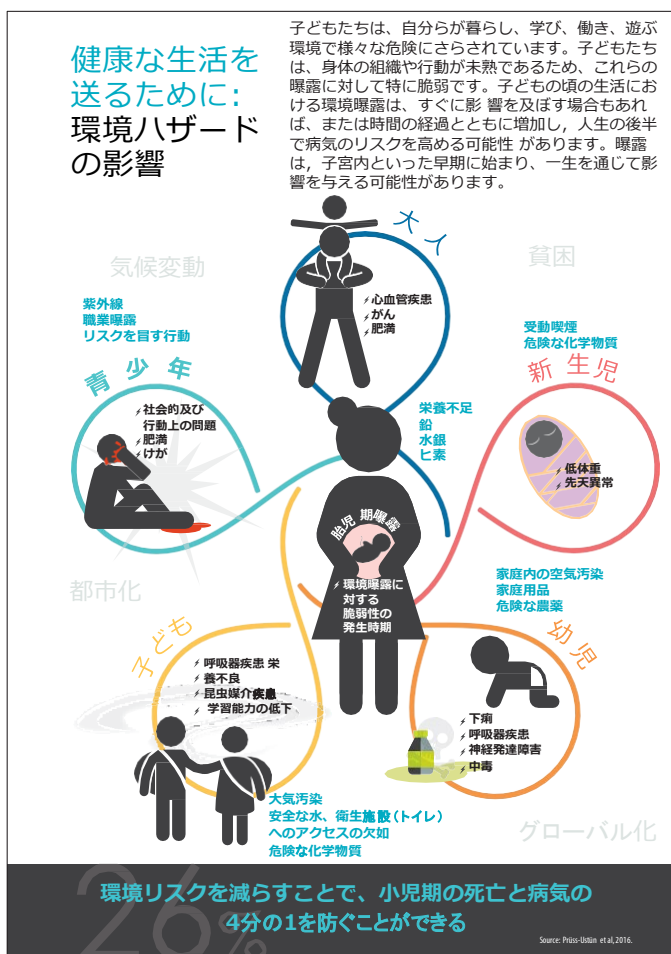 健康な生活を
送るために:
環境ハザード
の影響
子どもたちは、自分らが暮らし、学び、働き、遊ぶ
環境で様々な危険にさらされています。子どもたち
は、身体の組織や行動が未熟であるため、これらの
曝露に対して特に脆弱です。子どもの頃の生活にお
ける環境曝露は、すぐに影 響を及ぼす場合もあれ
ば、または時間の経過とともに増加し，人生の後半
で病気のリスクを高める可能性 があります。曝露
は，子宮内といった早期に始まり、一生を通じて影
響を与える可能性があります。
大人
気候変動
貧困
心血管疾患
がん
肥満
紫外線
職業曝露
リスクを冒す行動
受動喫煙
危険な化学物質
青少年
新生児
社会的及び
行動上の問題
肥満
けが
栄養不足
鉛
水銀
ヒ素
低体重
先天異常
胎児期曝露
環境曝露に
対する
脆弱性の
発生時期
都市化
家庭内の空気汚染
家庭用品
危険な農薬
子ども
幼児
呼吸器疾患 栄
養不良
昆虫媒介疾患
学習能力の低下
下痢
呼吸器疾患
神経発達障害
中毒
大気汚染
安全な水、衛生施設（トイレ）
へのアクセスの欠如
危険な化学物質
グローバル化
26%
環境リスクを減らすことで、小児期の死亡と病気の
4分の1を防ぐことができる
Source: Prüss-Üstün et al,2016.